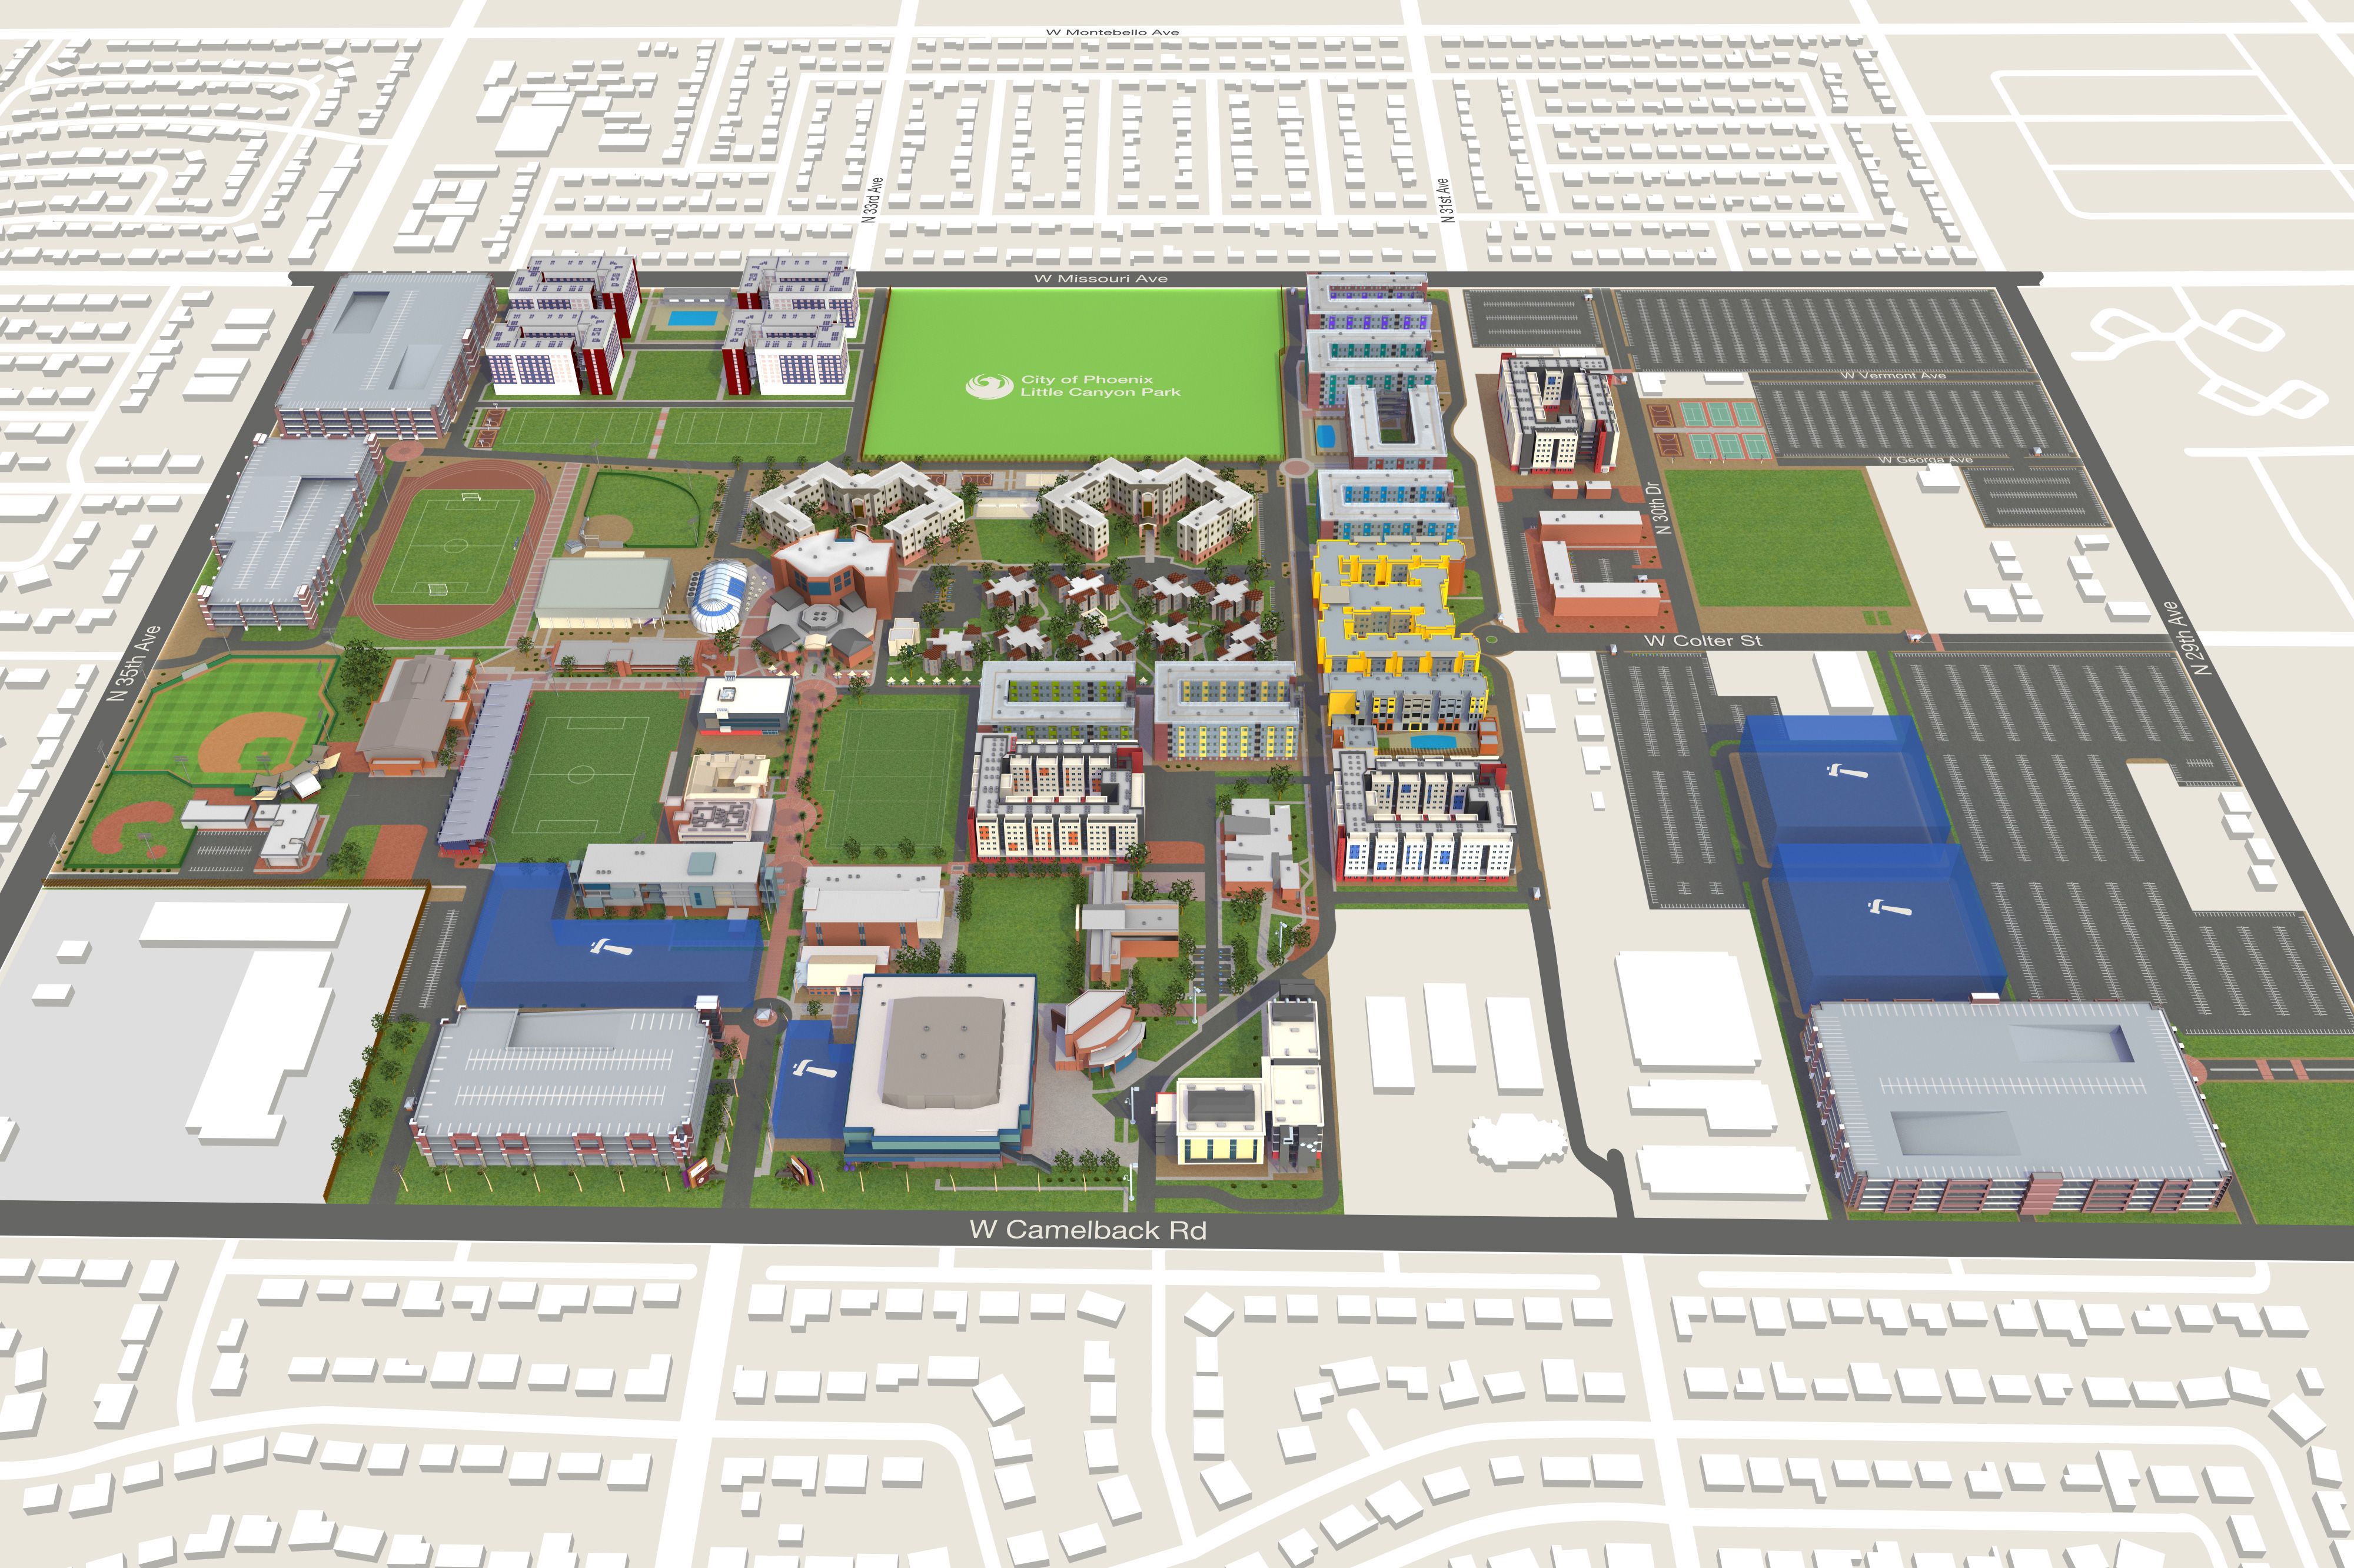 W Montebello Ave
N 33rd Ave
N 31st Ave
W Missouri Ave
City of Phoenix
Little Canyon Park
W Vermont Ave
W Georgia Ave
N 30th Dr
W Colter St
N 35th Ave
N 29th Ave
W Camelback Rd